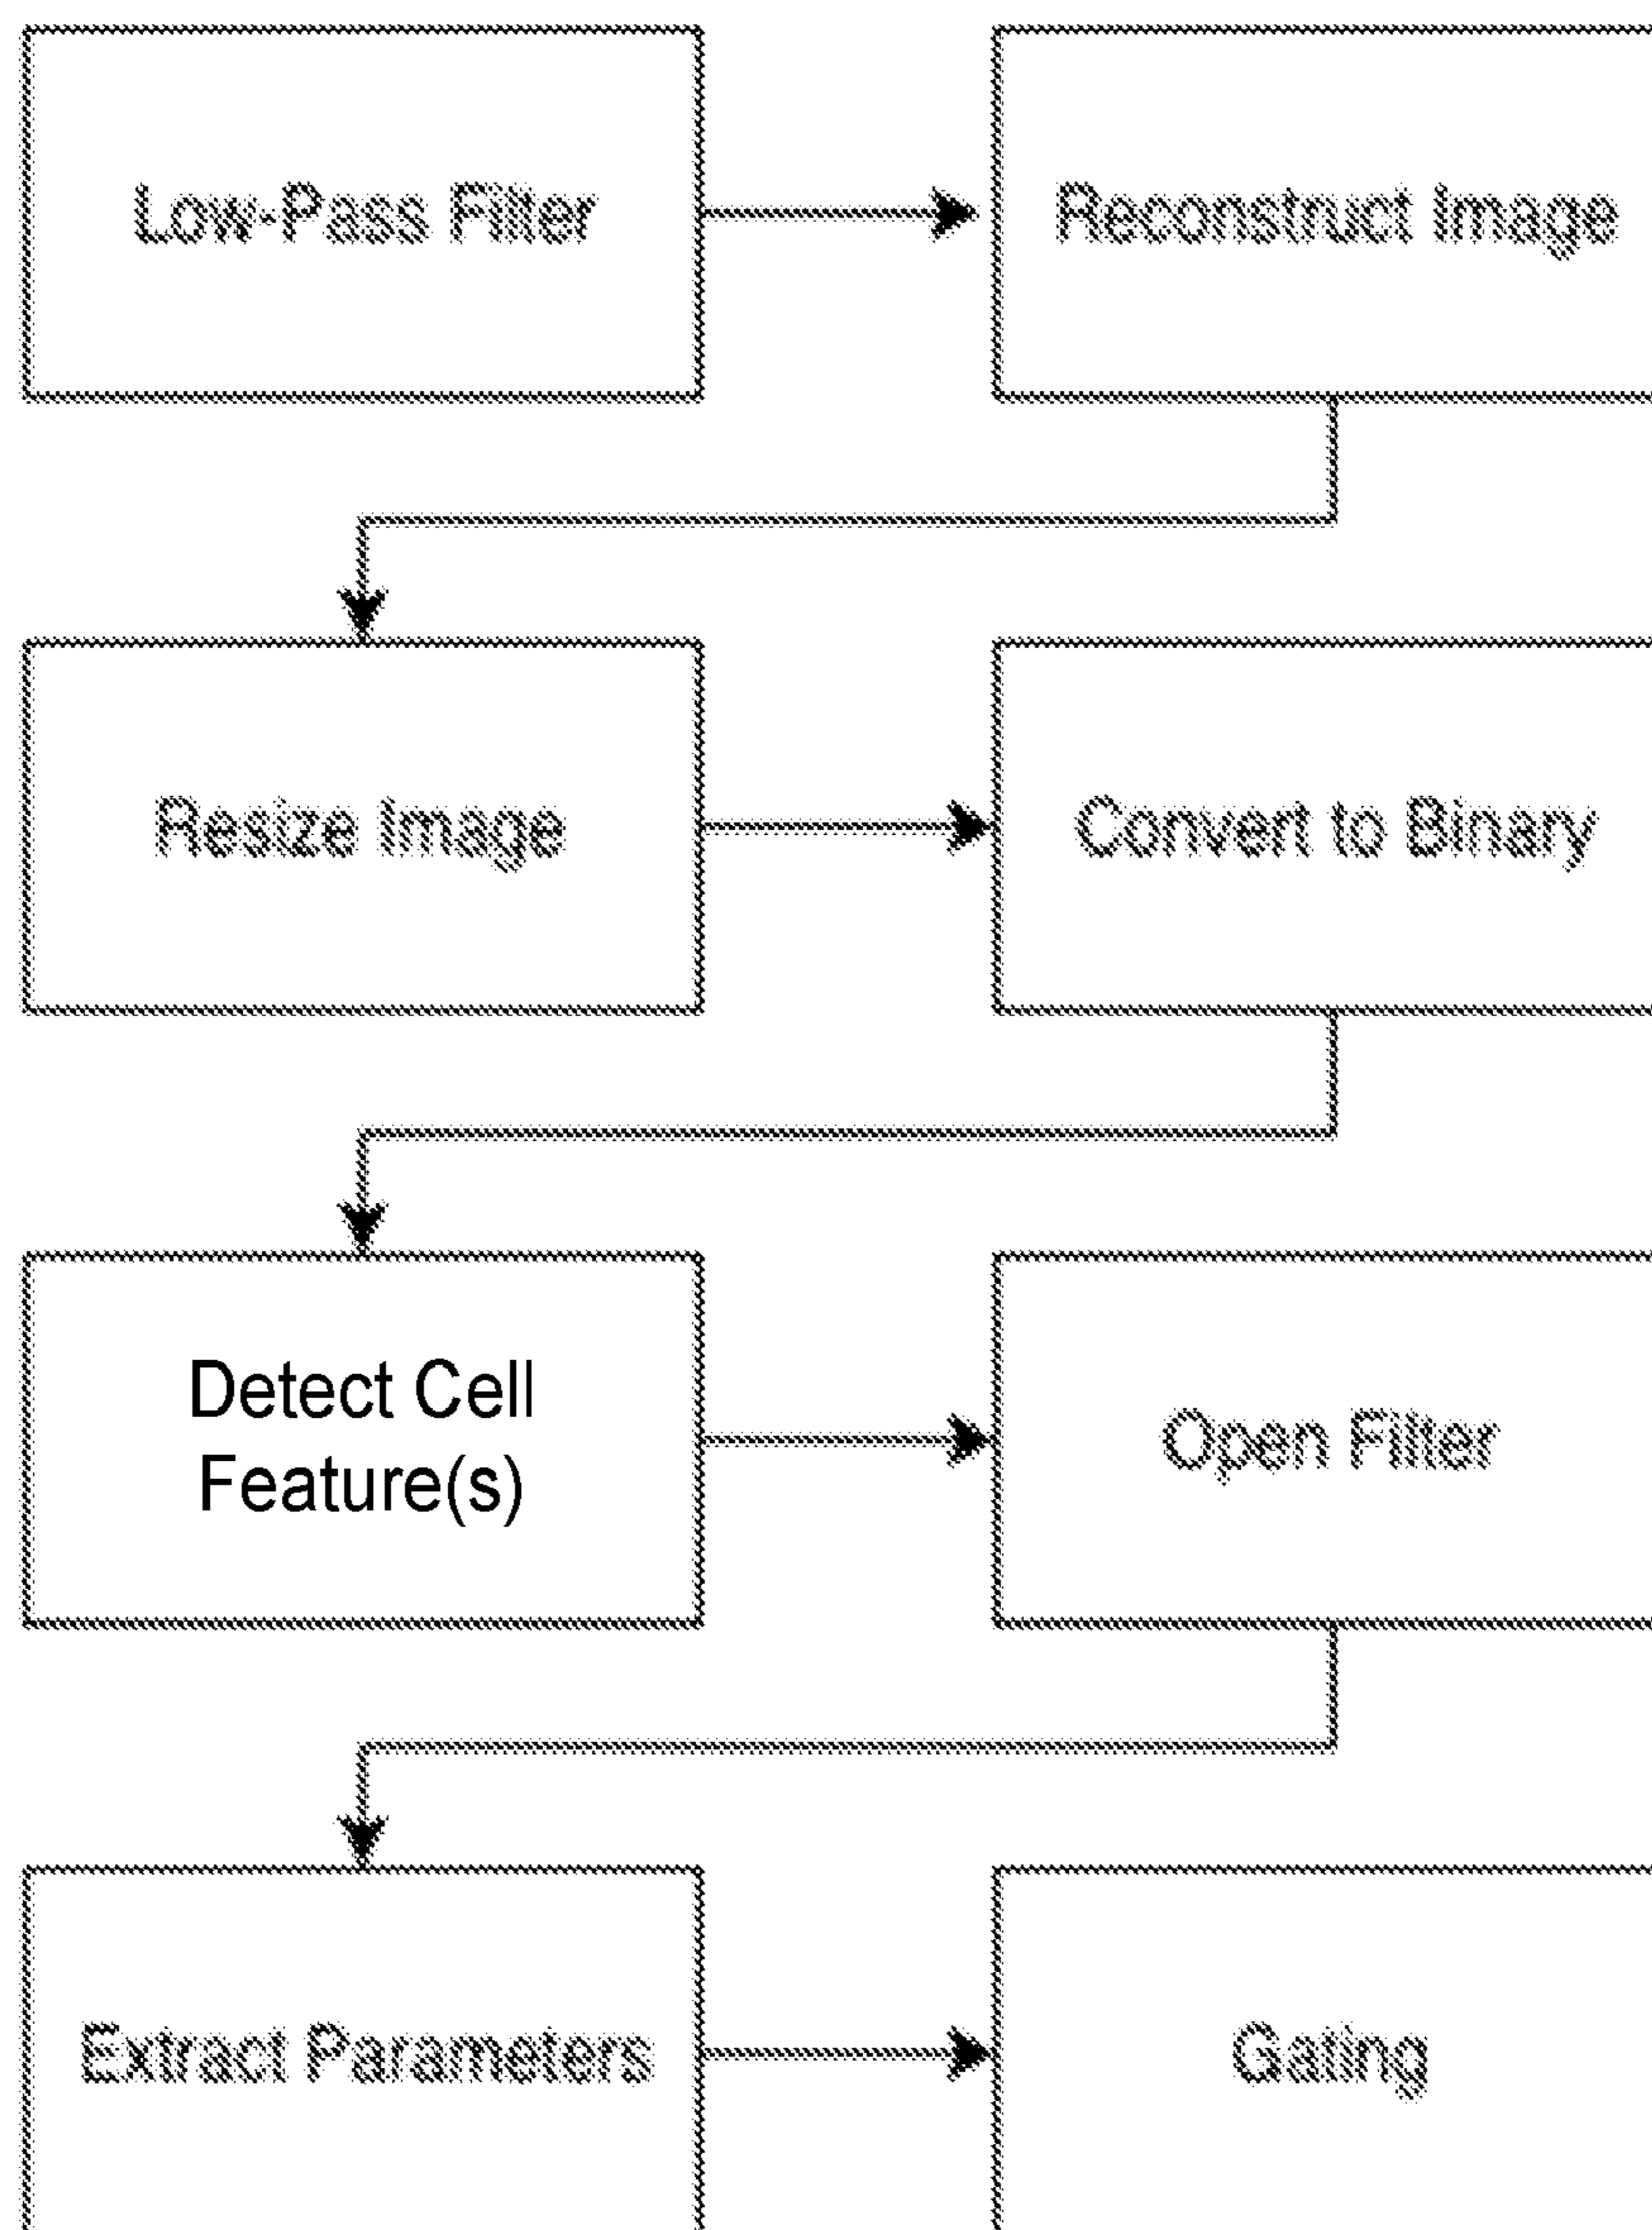 Low-Pass Filter
Reconstruct Image
Resize Image
Convert to Binary
Detect Cell
Feature(s)
Open Filter
Extract Parameters
Gating